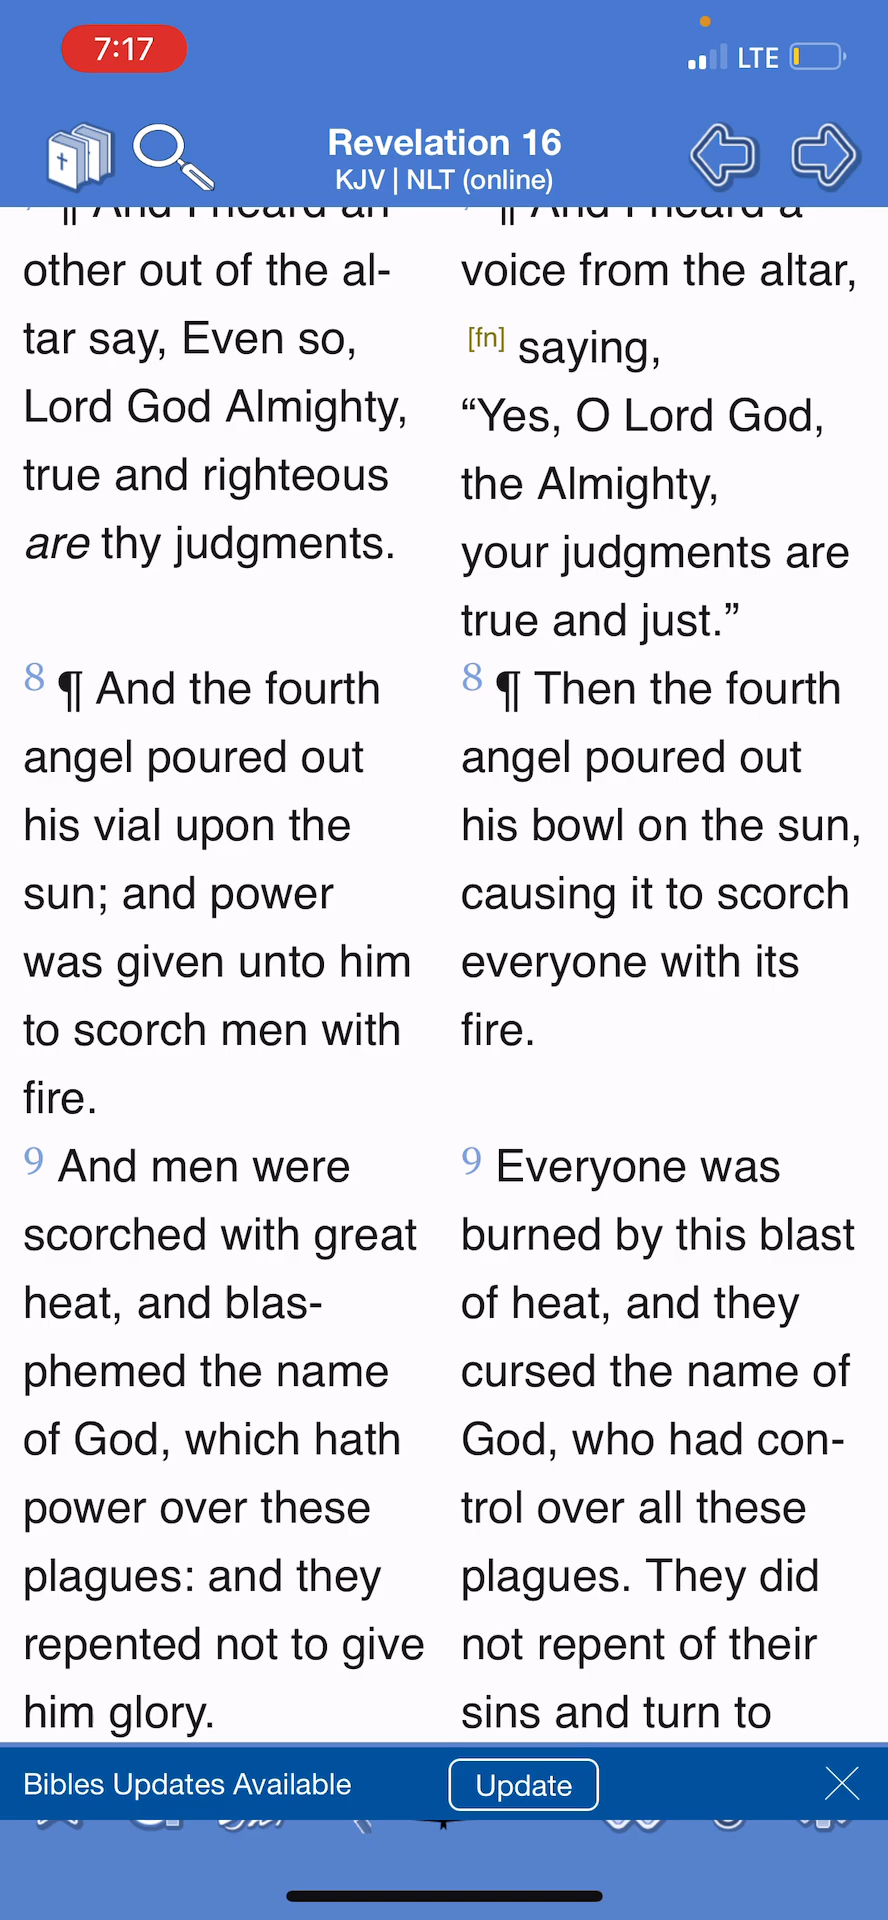 7:17
LTE
Revelation 16
KJV | NLT (online)
¶ And I heard an-
other out of the al-
tar say, Even so,
Lord God Almighty,
true and righteous
are thy judgments.
8 ¶ And the fourth
angel poured out
his vial upon the
sun; and power
was given unto him
to scorch men with
fire.
9 And men were
scorched with great
heat, and blas-
phemed the name
of God, which hath
power over these
plagues: and they
repented not to give
him glory.
¶ And I heard a
voice from the altar,
[fn] saying,
“Yes, O Lord God,
the Almighty,
your judgments are
true and just.”
8 ¶ Then the fourth
angel poured out
his bowl on the sun,
causing it to scorch
everyone with its
fire.
9 Everyone was
burned by this blast
of heat, and they
cursed the name of
God, who had con-
trol over all these
plagues. They did
not repent of their
sins and turn to
Bibles Updates Available
Update